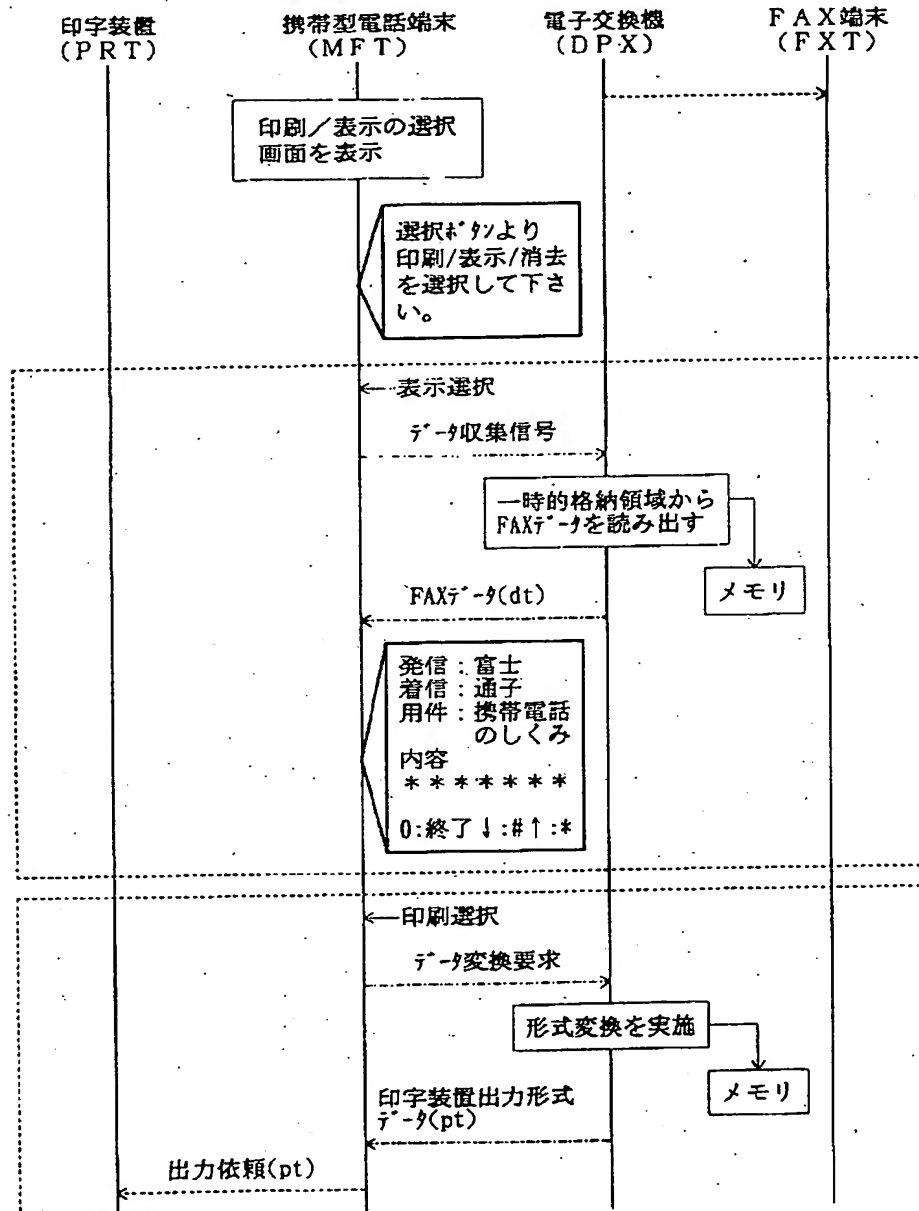 印字装置
(PRT)
携帯型電話端末
(MFT)
電子交換機
(DPX)
FAX端末
(FXT)
印刷/表示の選択
画面を表示
選択ﾎﾞﾀﾝより
印刷/表示/消去
を選択して下さ
い。
表示選択
ﾃﾞｰﾀ収集信号
一時的格納領域から
FAXﾃﾞｰﾀを読み出す
メモリ
FAXﾃﾞｰﾀ(dt)
発信:富士
着信:通子
用件:携帯電話
のしくみ
内容
*******
0:終了↓:#↑:*
印刷選択
ﾃﾞｰﾀ変換要求
形式変換を実施
メモリ
印字装置出力形式
ﾃﾞｰﾀ(pt)
出力依頼(pt)